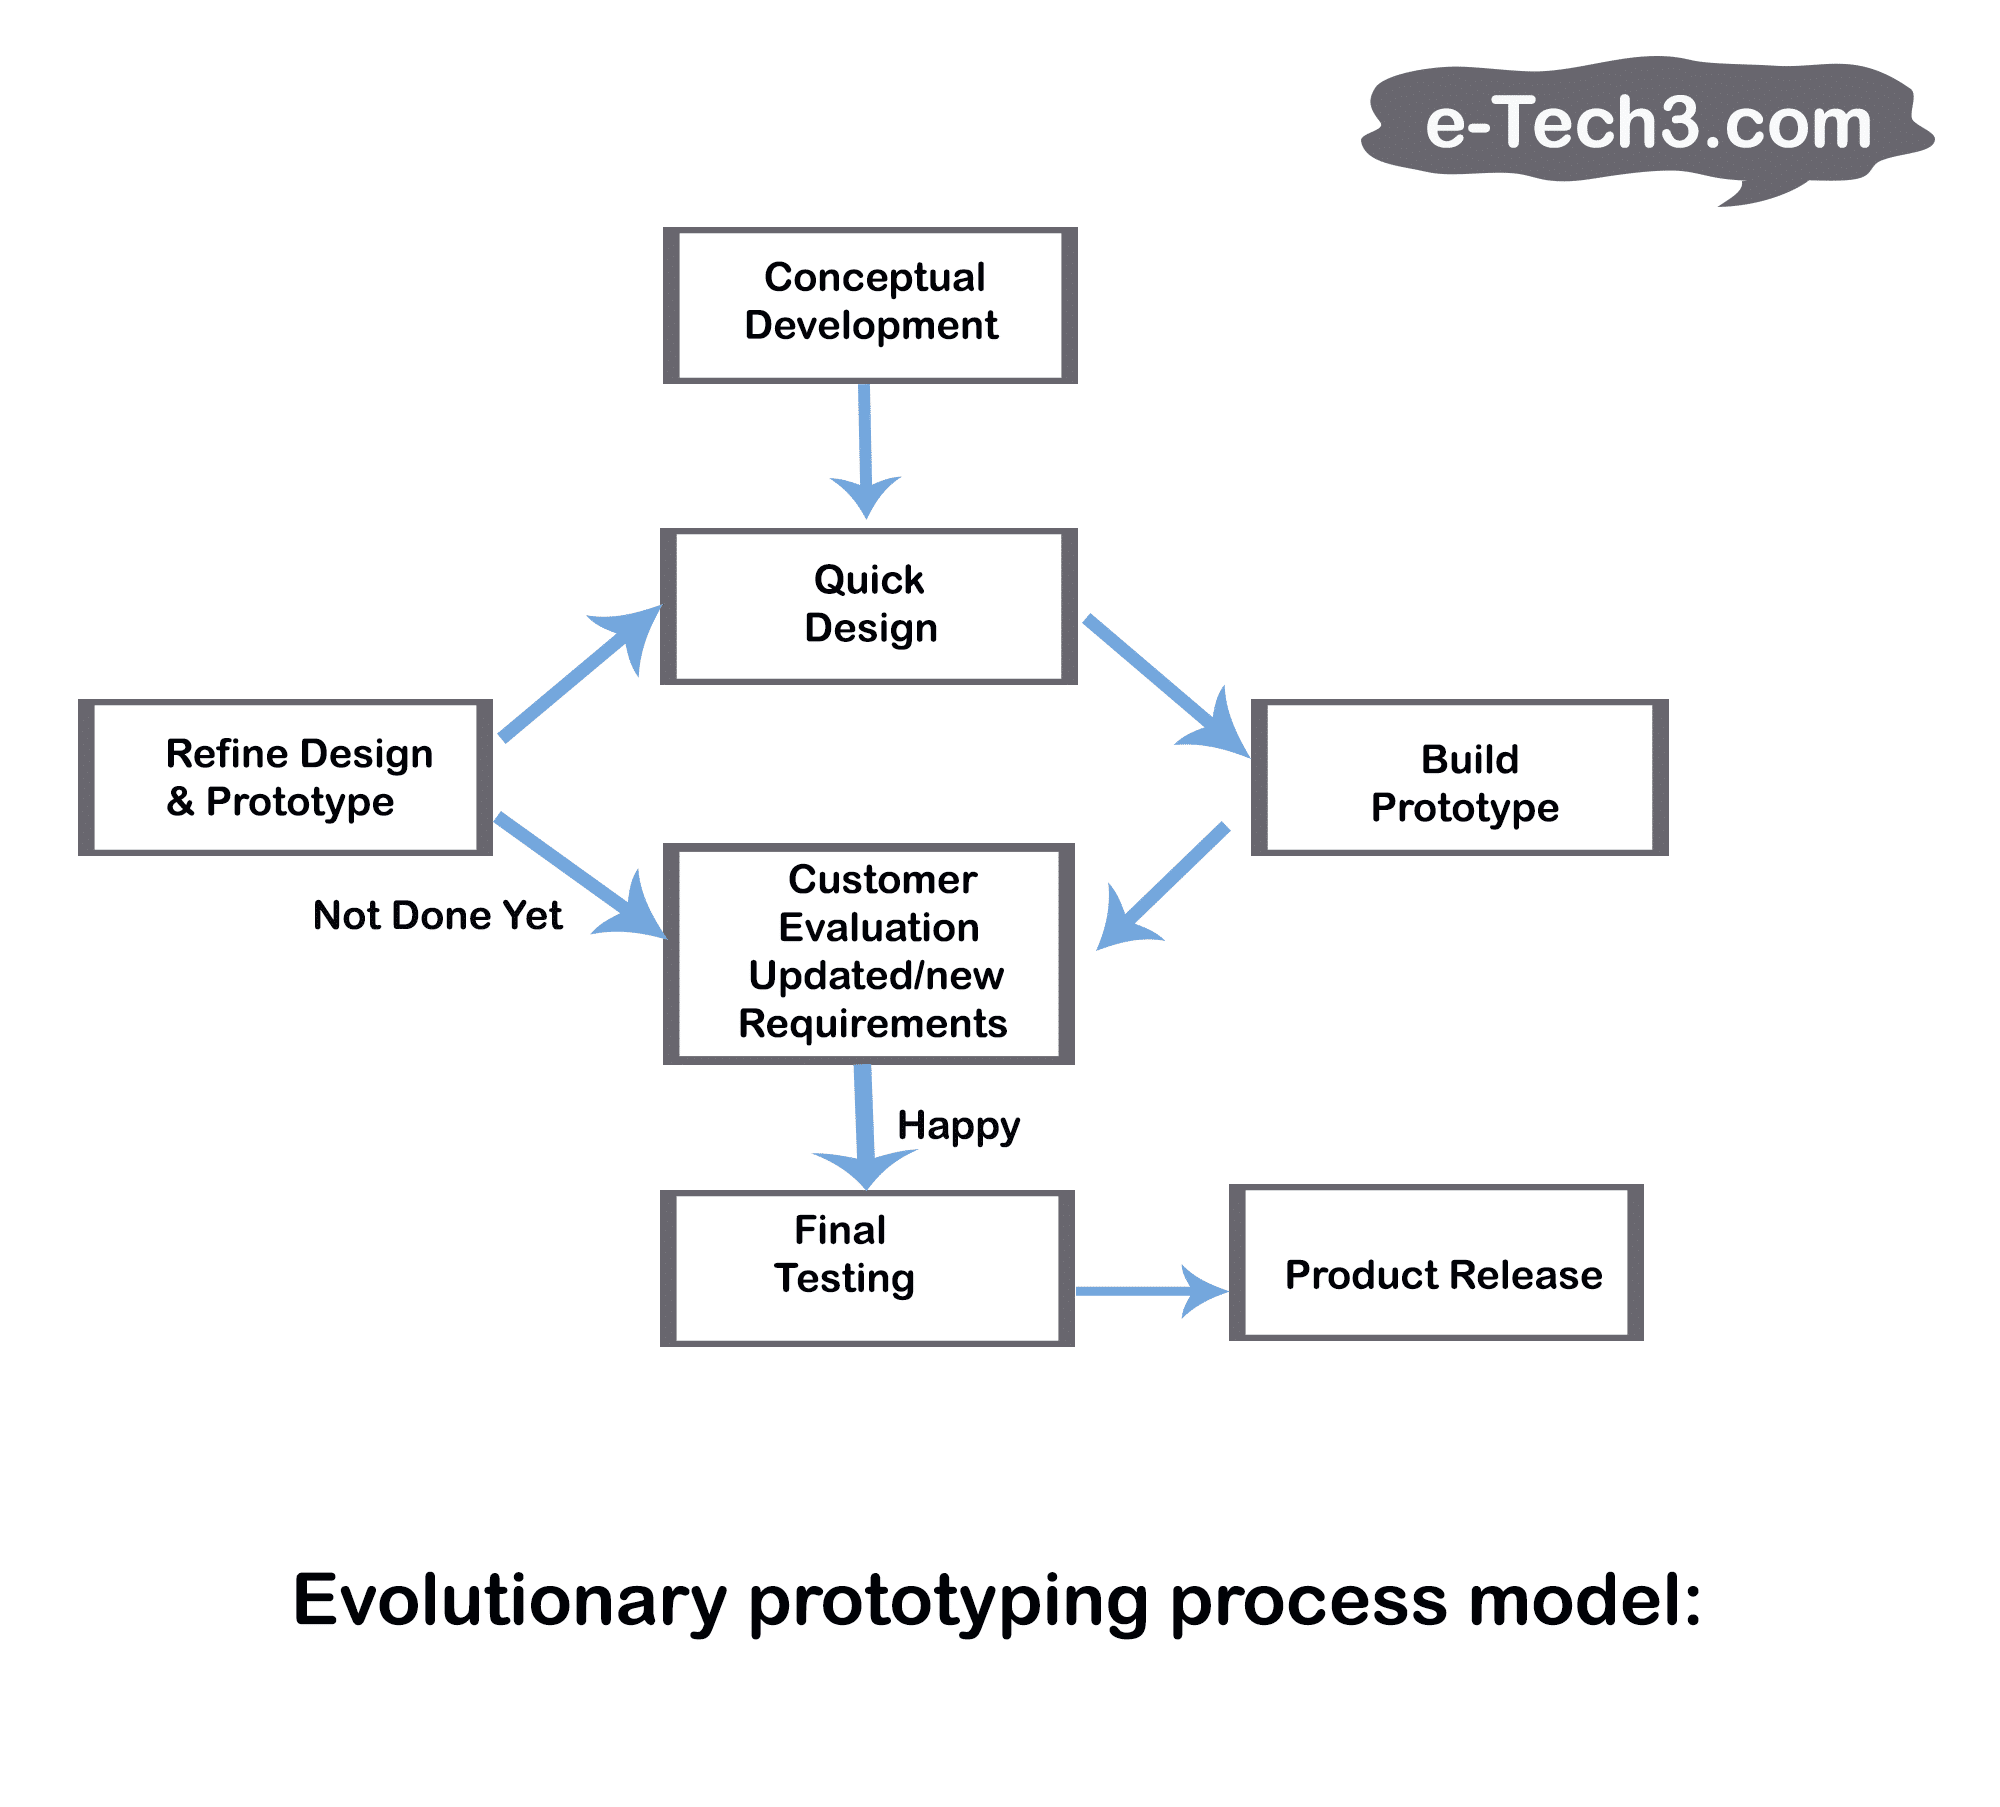 e-Tech3.com
Conceptual
Development
Quick
Design
Refine Design
& Prototype
Build
Prototype
Not Done Yet
Customer
Evaluation
Updated/new
Requirements
Happy
Final
Testing
Product Release
Evolutionary prototyping process model: